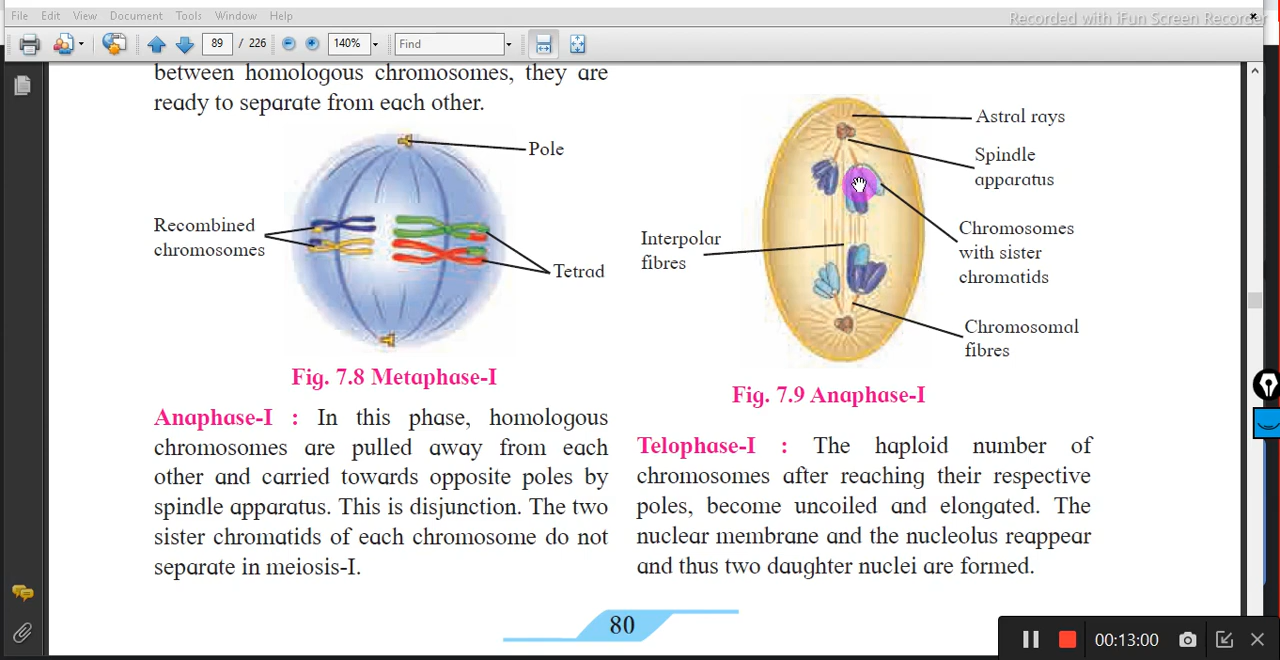 File Edit View Document Tools Window Help
Recorded with iFun Screen Recorder
89 / 226
140%
Find
between homologous chromosomes, they are
ready to separate from each other.
Pole
Recombined
chromosomes
Tetrad
Fig. 7.8 Metaphase-I
Anaphase-I : In this phase, homologous
chromosomes are pulled away from each
other and carried towards opposite poles by
spindle apparatus. This is disjunction. The two
sister chromatids of each chromosome do not
separate in meiosis-I.
Astral rays
Spindle
apparatus
Chromosomes
with sister
chromatids
Interpolar
fibres
Chromosomal
fibres
Fig. 7.9 Anaphase-I
Telophase-I : The haploid number of
chromosomes after reaching their respective
poles, become uncoiled and elongated. The
nuclear membrane and the nucleolus reappear
and thus two daughter nuclei are formed.
80
00:13:00